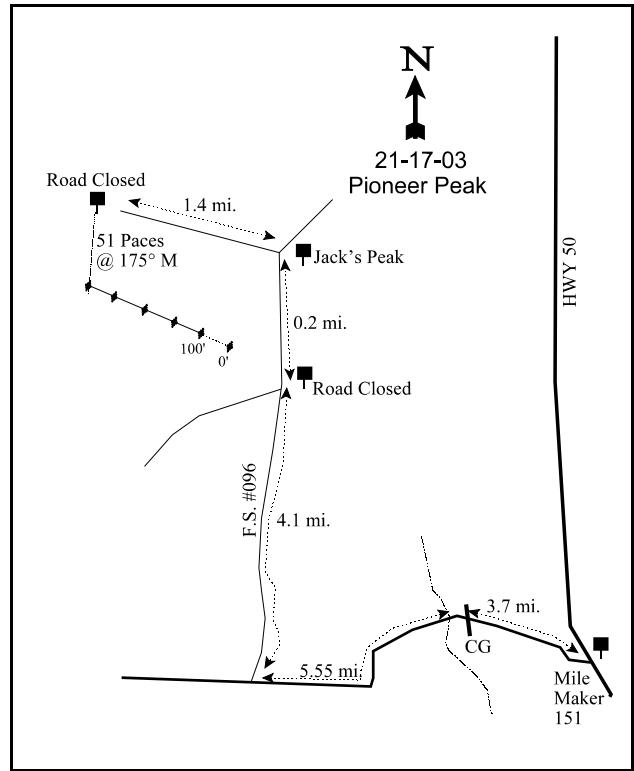 N
21-17-03
Pioneer Peak
Road Closed
1.4 mi.
51 Paces
@ 175° M
Jack's Peak
HWY 50
0.2 mi.
100'
0'
Road Closed
F.S. #096
4.1 mi.
3.7 mi.
CG
5.55 mi.
Mile
Maker
151